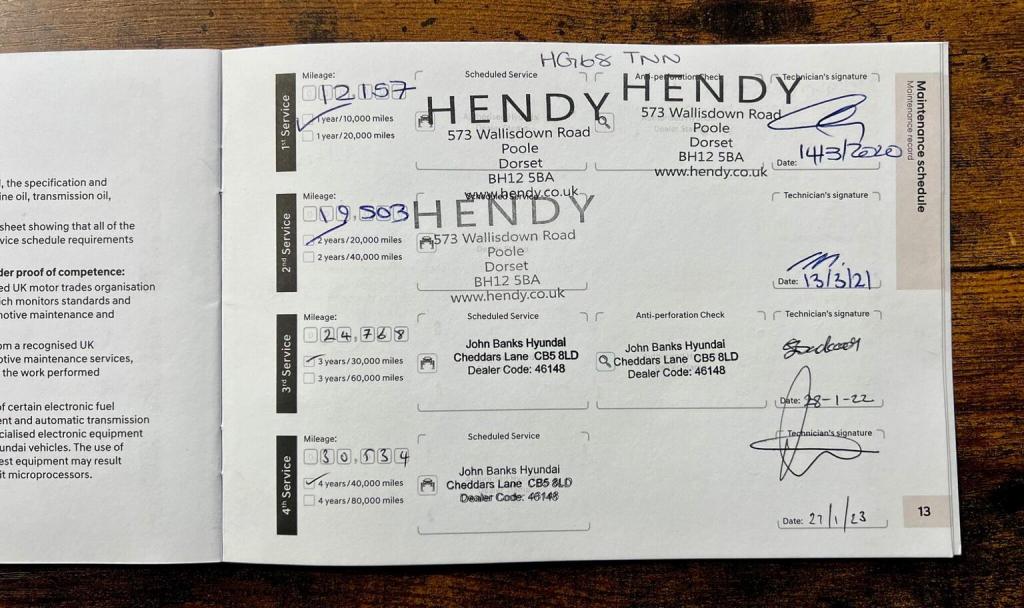 l, the specification and
ine oil, transmission oil,
sheet showing that all of the
vice schedule requirements
der proof of competence:
ed UK motor trades organisation
ich monitors standards and
motive maintenance and
om a recognised UK
otive maintenance services,
the work performed
of certain electronic fuel
ent and automatic transmission
cialised electronic equipment
undai vehicles. The use of
est equipment may result
it microprocessors.
HG68 TNN
Maintenance schedule
Maintenance record
1st Service
Mileage:
12157
1 year/10,000 miles
1 year/20,000 miles
Scheduled Service
HENDY
573 Wallisdown Road
Poole
Dorset
BH12 5BA
www.hendy.co.uk
Anti-perforation Check
HENDY
573 Wallisdown Road
Poole
Dorset
BH12 5BA
www.hendy.co.uk
Technician's signature
Date: 14/3/2020
2nd Service
Mileage:
19,503
2 years/20,000 miles
2 years/40,000 miles
HENDY
573 Wallisdown Road
Poole
Dorset
BH12 5BA
www.hendy.co.uk
Technician's signature
Date: 13/3/21
3rd Service
Mileage:
24,768
3 years/30,000 miles
3 years/60,000 miles
Scheduled Service
John Banks Hyundai
Cheddars Lane CB5 8LD
Dealer Code: 46148
Anti-perforation Check
John Banks Hyundai
Cheddars Lane CB5 8LD
Dealer Code: 46148
Technician's signature
Date: 28-1-22
4th Service
Mileage:
30,534
4 years/40,000 miles
4 years/80,000 miles
Scheduled Service
John Banks Hyundai
Cheddars Lane CB5 8LD
Dealer Code: 46148
Technician's signature
Date: 27/1/23
13